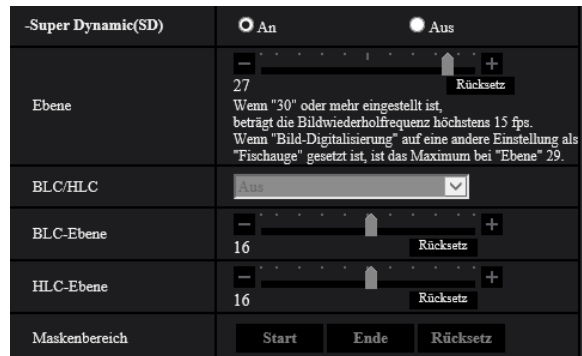 -Super Dynamic(SD) An Aus
Ebene
27 Rücksetz
Wenn "30" oder mehr eingestellt ist,
beträgt die Bildwiederholfrequenz höchstens 15 fps.
Wenn "Bild-Digitalisierung" auf eine andere Einstellung als
"Fischauge" gesetzt ist, ist das Maximum bei "Ebene" 29.
BLC/HLC Aus
BLC-Ebene
16 Rücksetz
HLC-Ebene
16 Rücksetz
Maskenbereich Start Ende Rücksetz